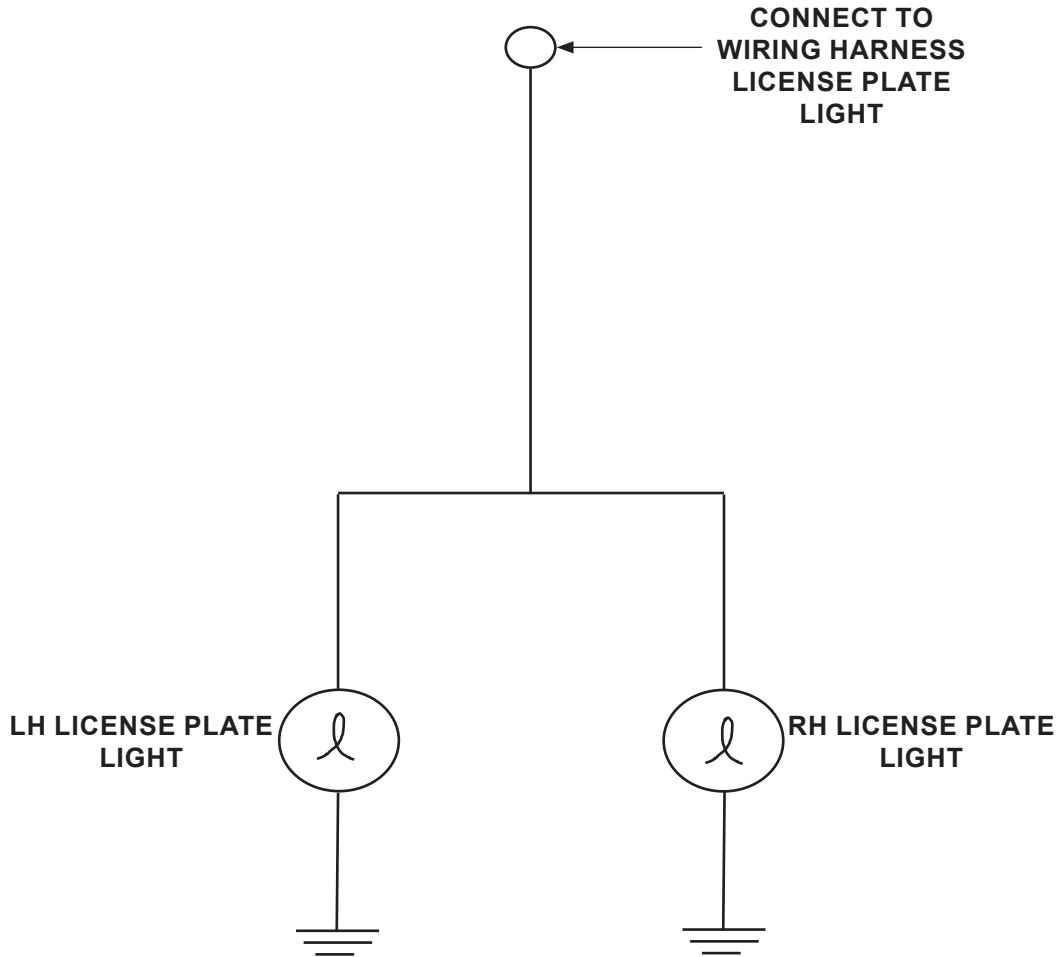 CONNECT TO
WIRING HARNESS
LICENSE PLATE
LIGHT
LH LICENSE PLATE
LIGHT
RH LICENSE PLATE
LIGHT